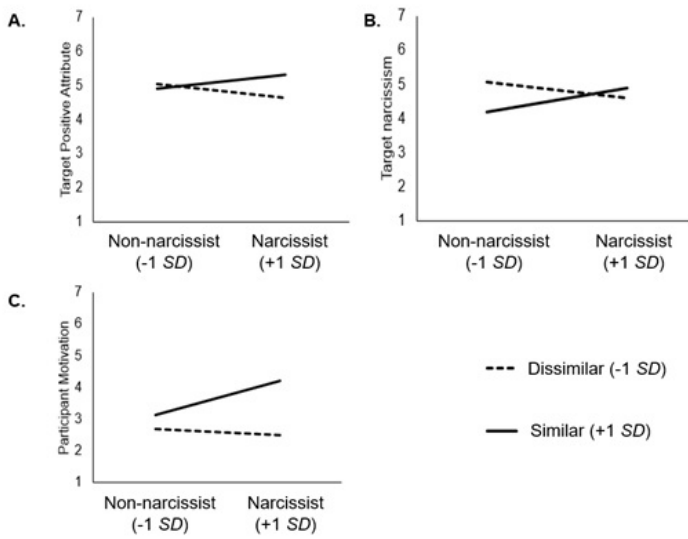 A.
Target Positive Attribute
7
6
5
4
3
2
1
Non-narcissist
(-1 SD)
Narcissist
(+1 SD)
B.
Target narcissism
7
6
5
4
3
2
1
Non-narcissist
(-1 SD)
Narcissist
(+1 SD)
C.
Participant Motivation
7
6
5
4
3
2
1
Non-narcissist
(-1 SD)
Narcissist
(+1 SD)
Dissimilar (-1 SD)
Similar (+1 SD)